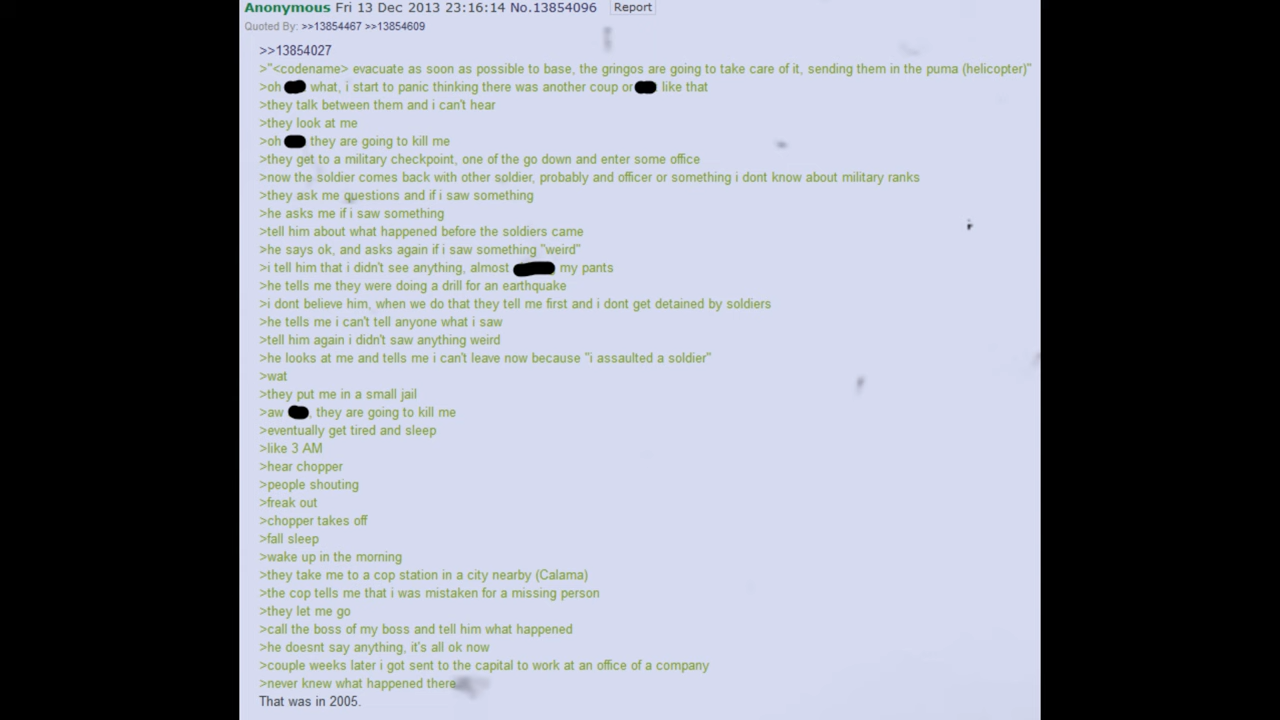 Anonymous Fri 13 Dec 2013 23:16:14 No.13854096 Report
Quoted By: >>13854467 >>13854609
>>13854027
>"<codename> evacuate as soon as possible to base, the gringos are going to take care of it, sending them in the puma (helicopter)"
>oh what, i start to panic thinking there was another coup or like that
>they talk between them and i can't hear
>they look at me
>oh they are going to kill me
>they get to a military checkpoint, one of the go down and enter some office
>now the soldier comes back with other soldier, probably and officer or something i dont know about military ranks
>they ask me questions and if i saw something
>he asks me if i saw something
>tell him about what happened before the soldiers came
>he says ok, and asks again if i saw something "weird"
>i tell him that i didn't see anything, almost my pants
>he tells me they were doing a drill for an earthquake
>i dont believe him, when we do that they tell me first and i dont get detained by soldiers
>he tells me i can't tell anyone what i saw
>tell him again i didn't saw anything weird
>he looks at me and tells me i can't leave now because "i assaulted a soldier"
>wat
>they put me in a small jail
>aw , they are going to kill me
>eventually get tired and sleep
>like 3 AM
>hear chopper
>people shouting
>freak out
>chopper takes off
>fall sleep
>wake up in the morning
>they take me to a cop station in a city nearby (Calama)
>the cop tells me that i was mistaken for a missing person
>they let me go
>call the boss of my boss and tell him what happened
>he doesnt say anything, it's all ok now
>couple weeks later i got sent to the capital to work at an office of a company
>never knew what happened there
That was in 2005.